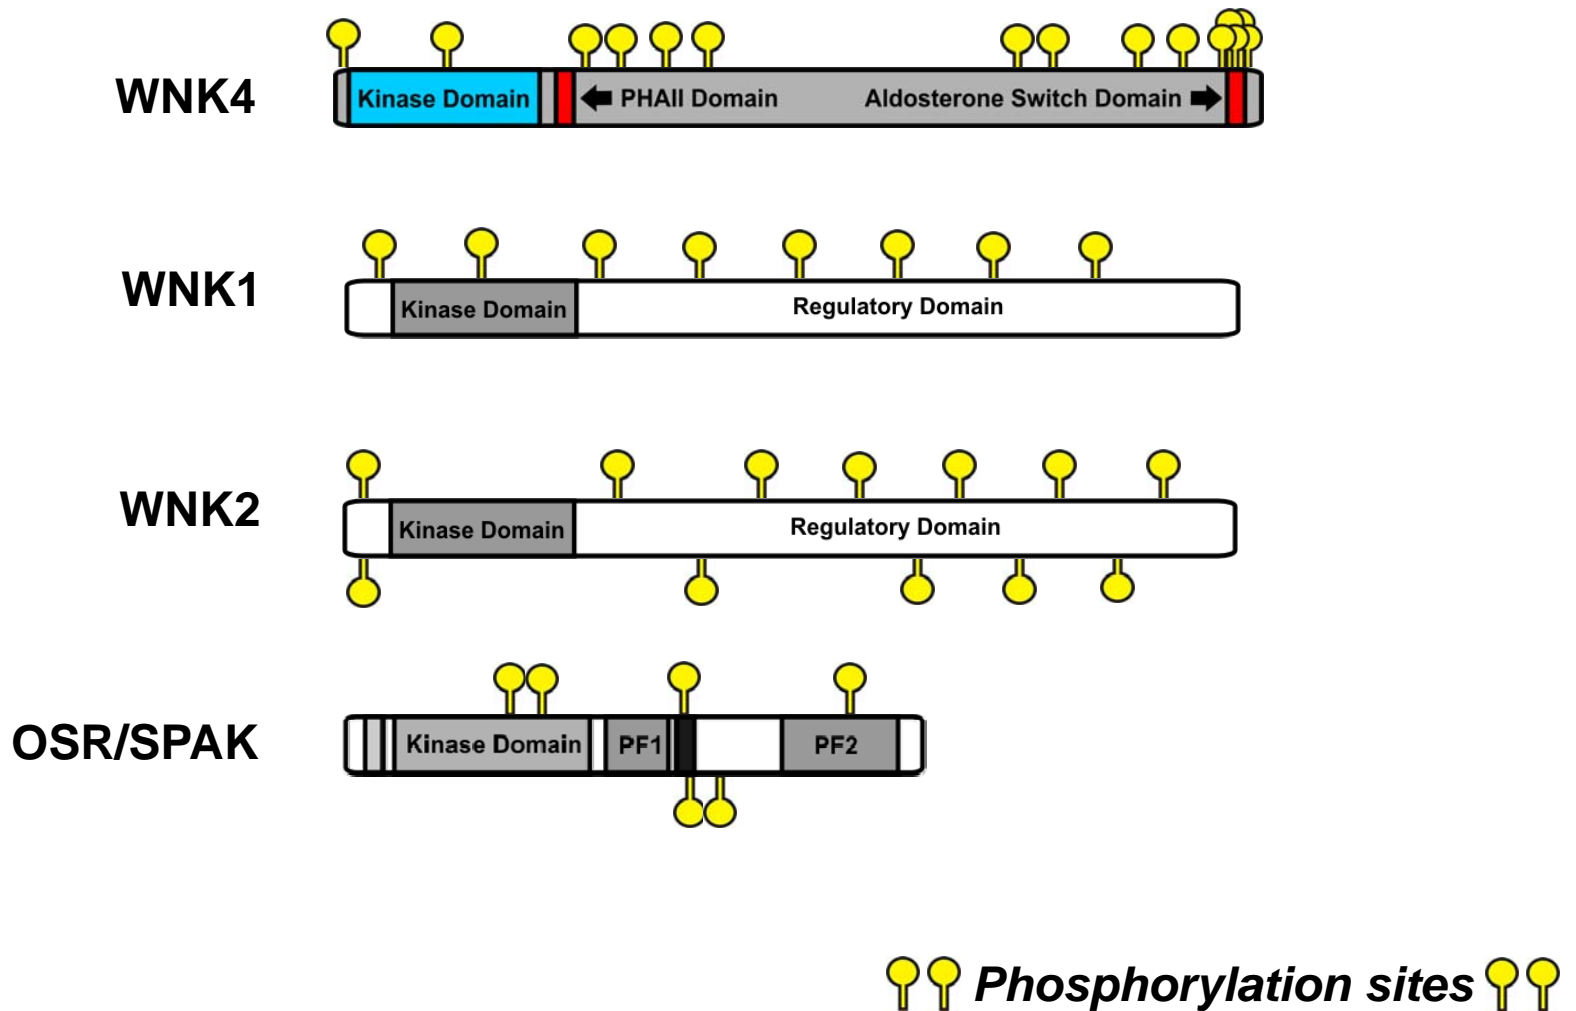 WNK4
Kinase Domain
PHAII Domain
Aldosterone Switch Domain
WNK1
Kinase Domain
Regulatory Domain
WNK2
Kinase Domain
Regulatory Domain
OSR/SPAK
Kinase Domain
PF1
PF2
Phosphorylation sites